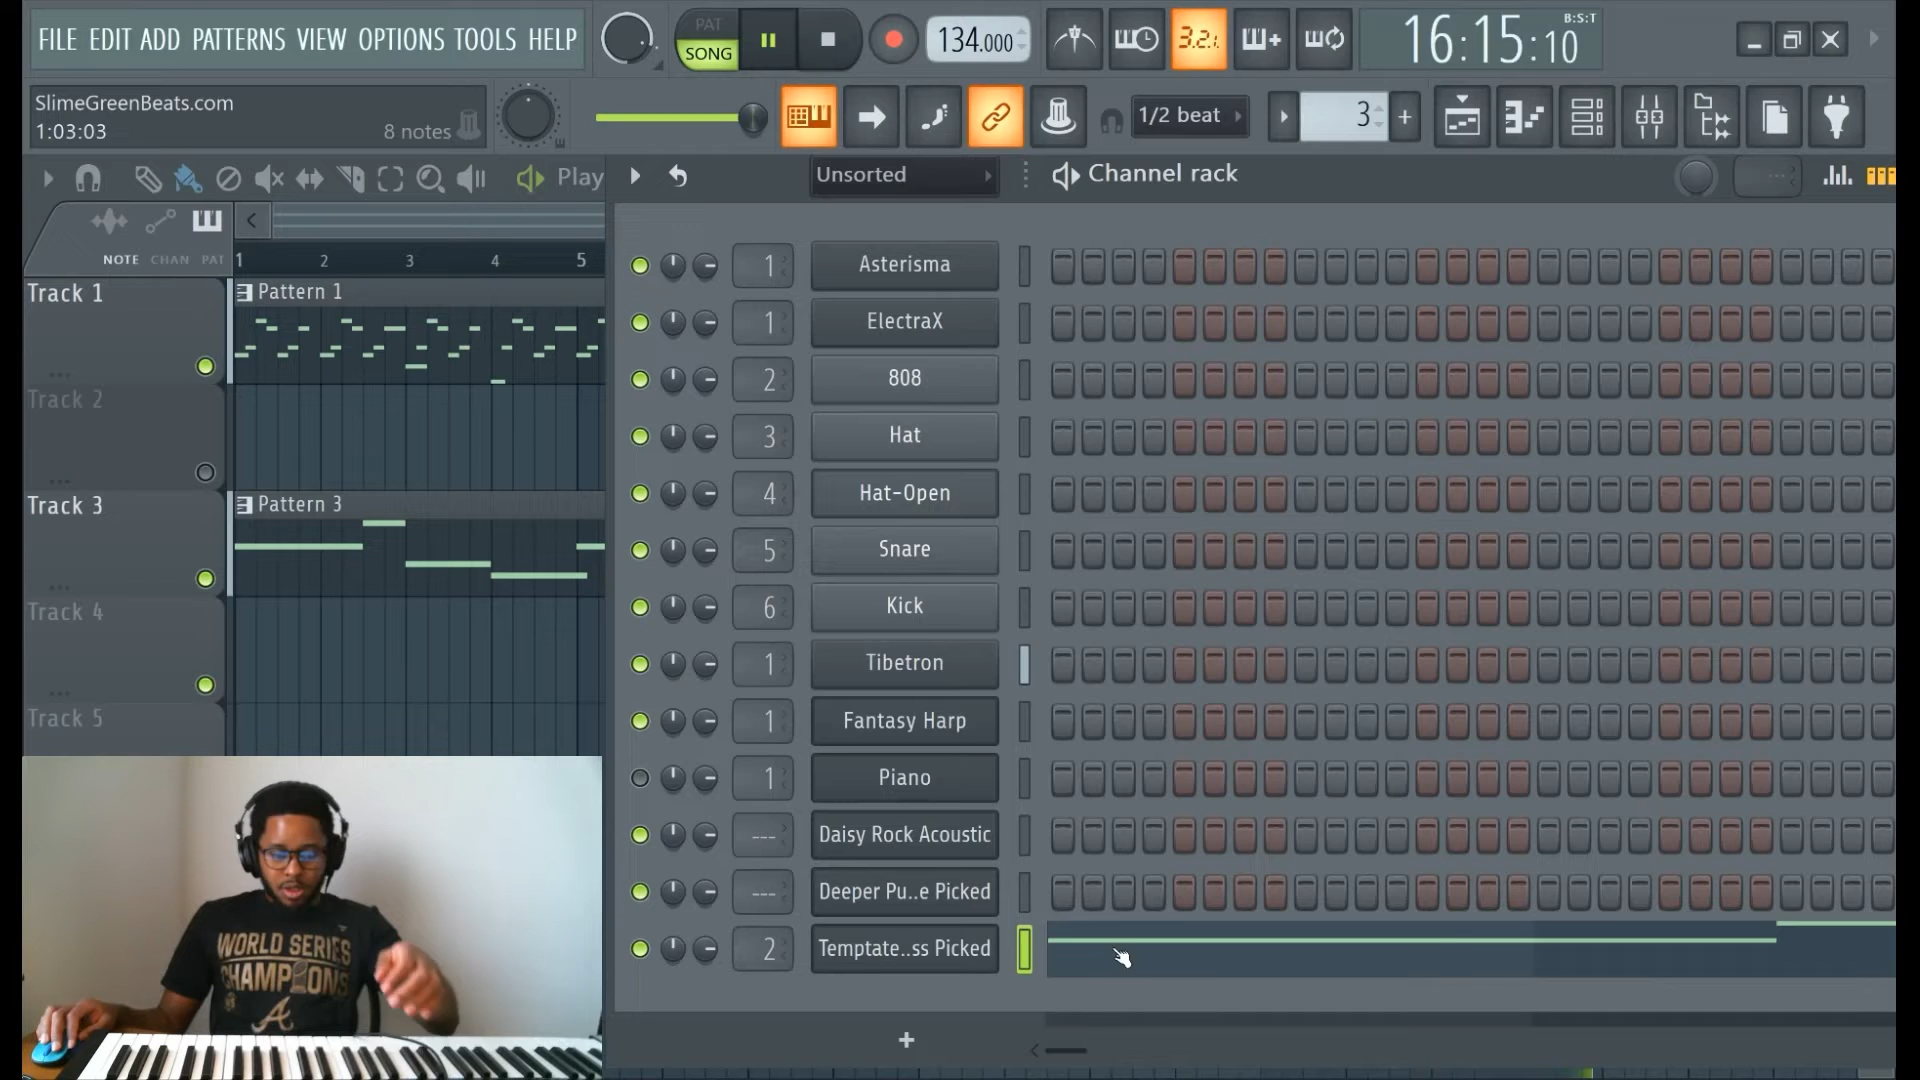 FILE EDIT ADD PATTERNS VIEW OPTIONS TOOLS HELP
PAT
SONG
134.000
3.2.1
16:15:10
B:S:T
SlimeGreenBeats.com
1:03:03
8 notes
1/2 beat
3
Play
Unsorted
Channel rack
NOTE CHAN PAT
1 2 3 4 5
Track 1
Pattern 1
Track 2
Track 3
Pattern 3
Track 4
Track 5
1 Asterisma
1 ElectraX
2 808
3 Hat
4 Hat-Open
5 Snare
6 Kick
1 Tibetron
1 Fantasy Harp
1 Piano
--- Daisy Rock Acoustic
--- Deeper Pu..e Picked
2 Temptate..ss Picked
WORLD SERIES
CHAMPIONS
A